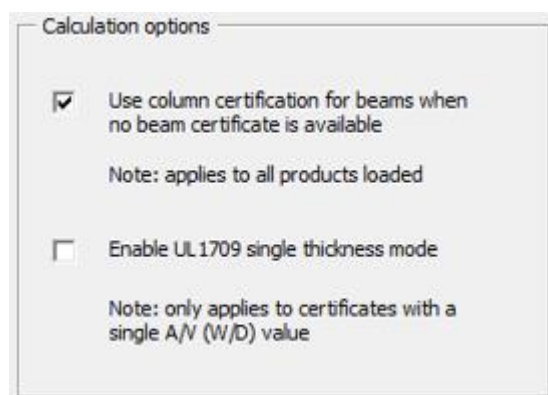 Calculation options
Use column certification for beams when
no beam certificate is available
Note: applies to all products loaded
Enable UL1709 single thickness mode
Note: only applies to certificates with a
single A/V (W/D) value